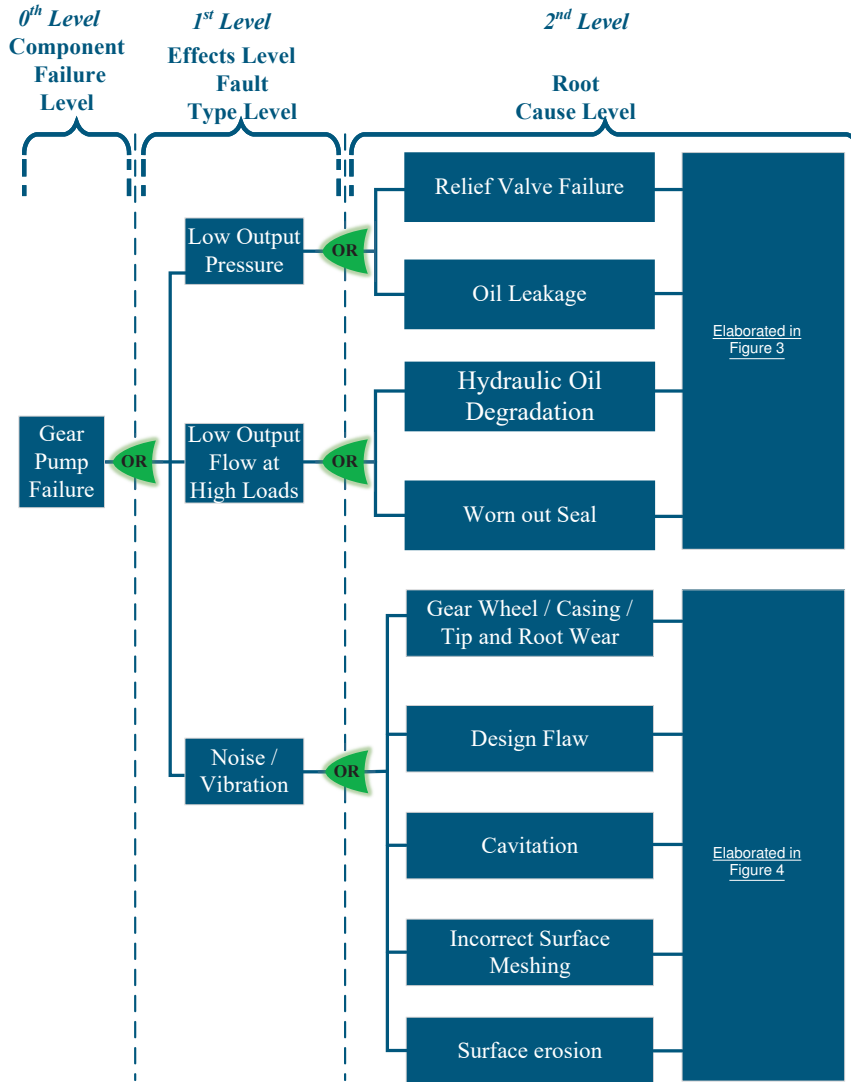 0th Level
Component
Failure
Level
1st Level
Effects Level
Fault
Type Level
2nd Level
Root
Cause Level
Gear
Pump
Failure
OR
Low Output
Pressure
OR
Relief Valve Failure
Oil Leakage
Low Output
Flow at
High Loads
OR
Hydraulic Oil
Degradation
Worn out Seal
Elaborated in
Figure 3
Noise /
Vibration
OR
Gear Wheel / Casing /
Tip and Root Wear
Design Flaw
Cavitation
Incorrect Surface
Meshing
Surface erosion
Elaborated in
Figure 4